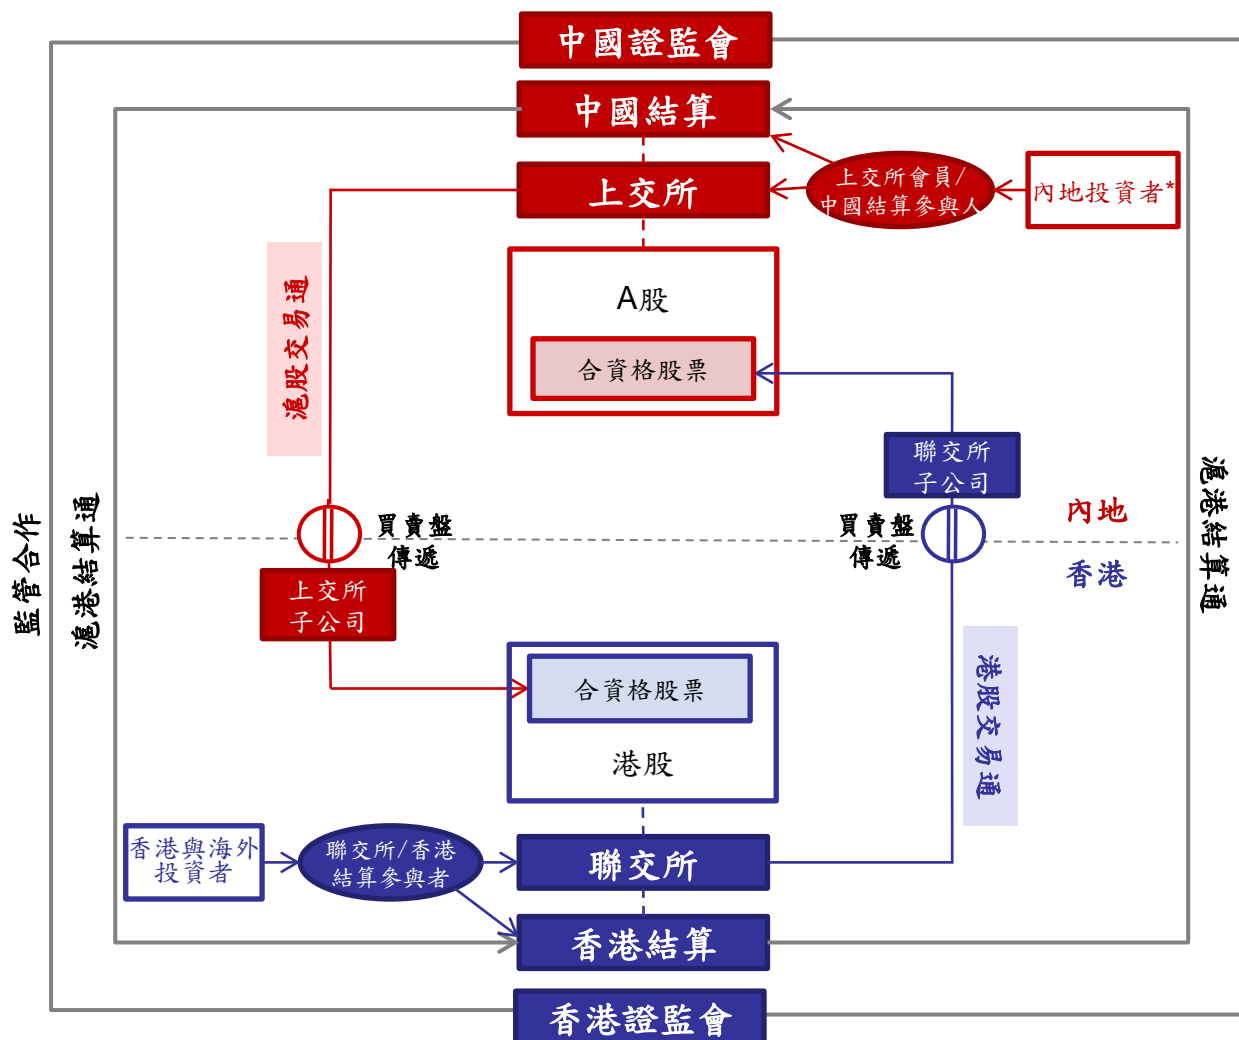 中國證監會
中國結算
上交所
上交所會員/
中國結算參與人
內地投資者*
A股
合資格股票
滬股交易通
聯交所
子公司
買賣盤
傳遞
買賣盤
傳遞
內地
香港
監管合作
滬港結算通
滬港結算通
上交所
子公司
合資格股票
港股
港股交易通
香港與海外
投資者
聯交所/香港
結算參與者
聯交所
香港結算
香港證監會